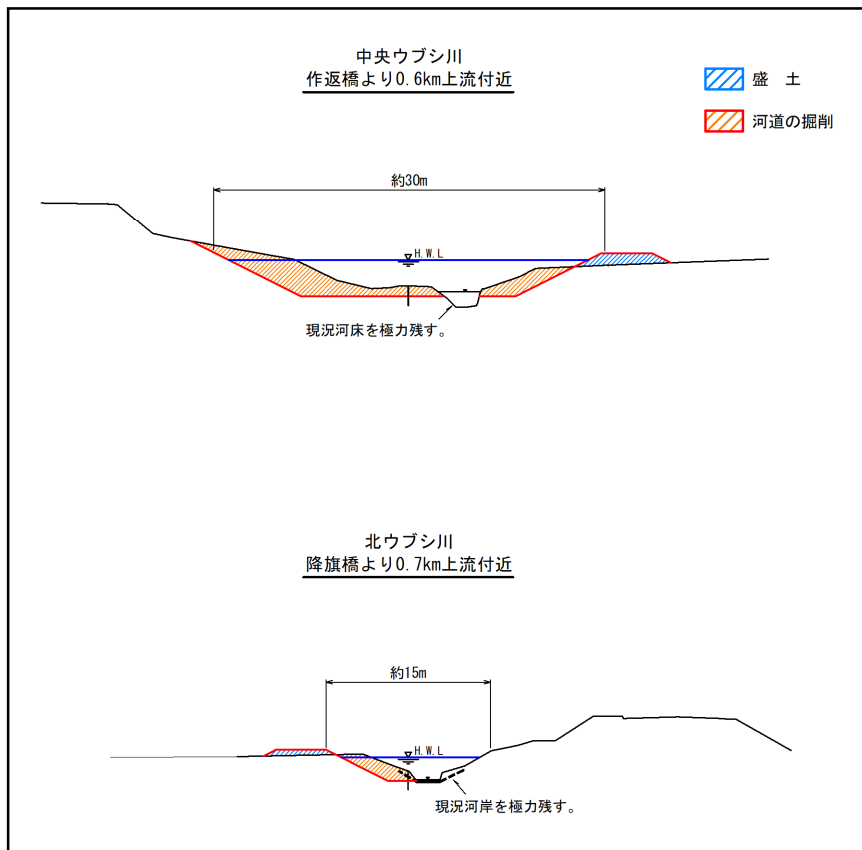 中央ウブシ川
作返橋より0.6km上流付近
盛 土
河道の掘削
約30m
H.W.L
現況河床を極力残す。
北ウブシ川
降旗橋より0.7km上流付近
約15m
H.W.L
現況河岸を極力残す。